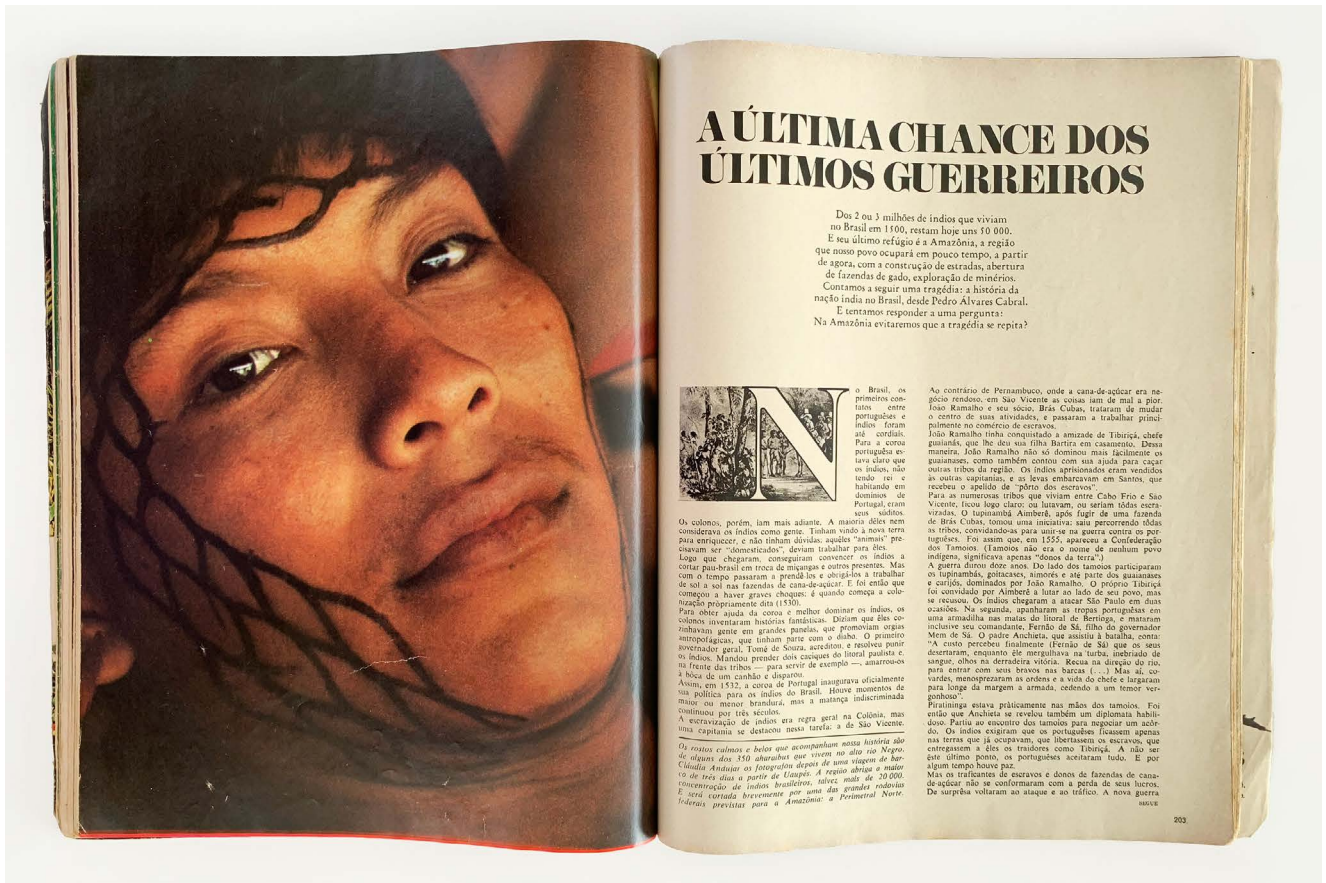 A ÚLTIMA CHANCE DOS
ÚLTIMOS GUERREIROS
Dos 2 ou 3 milhões de índios que viviam
no Brasil em 1500, restam hoje uns 50 000.
E seu último refúgio é a Amazônia, a região
que nosso povo ocupará em pouco tempo, a partir
de agora, com a construção de estradas, abertura
de fazendas de gado, exploração de minérios.
Contamos a seguir uma tragédia: a história da
nação índia no Brasil, desde Pedro Álvares Cabral.
E tentamos responder a uma pergunta:
Na Amazônia evitaremos que a tragédia se repita?
N
o Brasil, os
primeiros con-
tatos entre
portuguêses e
índios foram
até cordiais.
Para a coroa
portuguêsa es-
tava claro que
os índios, não
tendo rei e
habitando em
domínios de
Portugal, eram
seus súditos.
Os colonos, porém, iam mais adiante. A maioria dêles nem
considerava os índios como gente. Tinham vindo à nova terra
para enriquecer, e não tinham dúvidas: aquêles "animais" pre-
cisavam ser "domesticados", deviam trabalhar para êles.
Logo que chegaram, conseguiram convencer os índios a
cortar pau-brasil em troca de miçangas e outros presentes. Mas
com o tempo passaram a prendê-los e obrigá-los a trabalhar
de sol a sol nas fazendas de cana-de-açúcar. E foi então que
começou a haver graves choques: é quando começa a colo-
nização pròpriamente dita (1530).
Para obter ajuda da coroa e melhor dominar os índios, os
colonos inventaram histórias fantásticas. Diziam que êles co-
zinhavam gente em grandes panelas, que promoviam orgias
antropofágicas, que tinham parte com o diabo. O primeiro
governador geral, Tomé de Souza, acreditou, e resolveu punir
os índios. Mandou prender dois caciques do litoral paulista e,
na frente das tribos — para servir de exemplo —, amarrou-os
à bôca de um canhão e disparou.
Assim, em 1532, a coroa de Portugal inaugurava oficialmente
sua política para os índios do Brasil. Houve momentos de
maior ou menor brandura, mas a matança indiscriminada
continuou por três séculos.
A escravização de índios era regra geral na Colônia, mas
uma capitania se destacou nessa tarefa: a de São Vicente.
Os rostos calmos e belos que acompanham nossa história são
de alguns dos 350 abaraibus que vivem no alto rio Negro.
Cláudia Andujar os fotografou depois de uma viagem de bar-
co de três dias a partir de Uaupés. A região abriga a maior
concentração de índios brasileiros, talvez mais de 20 000.
E será cortada brevemente por uma das grandes rodovias
federais previstas para a Amazônia: a Perimetral Norte.
Ao contrário de Pernambuco, onde a cana-de-açúcar era ne-
gócio rendoso, em São Vicente as coisas iam de mal a pior.
João Ramalho e seu sócio, Brás Cubas, trataram de mudar
o centro de suas atividades, e passaram a trabalhar princi-
palmente no comércio de escravos.
João Ramalho tinha conquistado a amizade de Tibiriçá, chefe
guaianás, que lhe deu sua filha Bartira em casamento. Dessa
maneira, João Ramalho não só dominou mais fàcilmente os
guaianases, como também contou com sua ajuda para caçar
outras tribos da região. Os índios aprisionados eram vendidos
às outras capitanias, e as levas embarcavam em Santos, que
recebeu o apelido de "pôrto dos escravos".
Para as numerosas tribos que viviam entre Cabo Frio e São
Vicente, ficou logo claro: ou lutavam, ou seriam tôdas escra-
vizadas. O tupinambá Aimberê, após fugir de uma fazenda
de Brás Cubas, tomou uma iniciativa: saiu percorrendo tôdas
as tribos, convidando-as para unir-se na guerra contra os por-
tuguêses. Foi assim que, em 1555, apareceu a Confederação
dos Tamoios. (Tamoios não era o nome de nenhum povo
indígena, significava apenas "donos da terra".)
A guerra durou doze anos. Do lado dos tamoios participaram
os tupinambás, goitacases, aimorés e até parte dos guaianases
e carijós, dominados por João Ramalho. O próprio Tibiriçá
foi convidado por Aimberê a lutar ao lado de seu povo, mas
se recusou. Os índios chegaram a atacar São Paulo em duas
ocasiões. Na segunda, apanharam as tropas portuguêsas em
uma armadilha nas matas do litoral de Bertioga, e mataram
inclusive seu comandante, Fernão de Sá, filho do governador
Mem de Sá. O padre Anchieta, que assistiu à batalha, conta:
"A custo percebeu finalmente (Fernão de Sá) que os seus
desertaram, enquanto êle mergulhava na turba, inebriado de
sangue, olhos na derradeira vitória. Recua na direção do rio,
para entrar com seus bravos nas barcas (...) Mas aí, co-
vardes, menosprezaram as ordens e a vida do chefe e largaram
para longe da margem a armada, cedendo a um temor ver-
gonhoso".
Piratininga estava pràticamente nas mãos dos tamoios. Foi
então que Anchieta se revelou também um diplomata habili-
doso. Partiu ao encontro dos tamoios para negociar um acôr-
do. Os índios exigiram que os portuguêses ficassem apenas
nas terras que já ocupavam, que libertassem os escravos, que
entregassem a êles os traidores como Tibiriçá. A não ser
êste último ponto, os portuguêses aceitaram tudo. E por
algum tempo houve paz.
Mas os traficantes de escravos e donos de fazendas de cana-
de-açúcar não se conformaram com a perda de seus lucros.
De surprêsa voltaram ao ataque e ao tráfico. A nova guerra
SEGUE
203